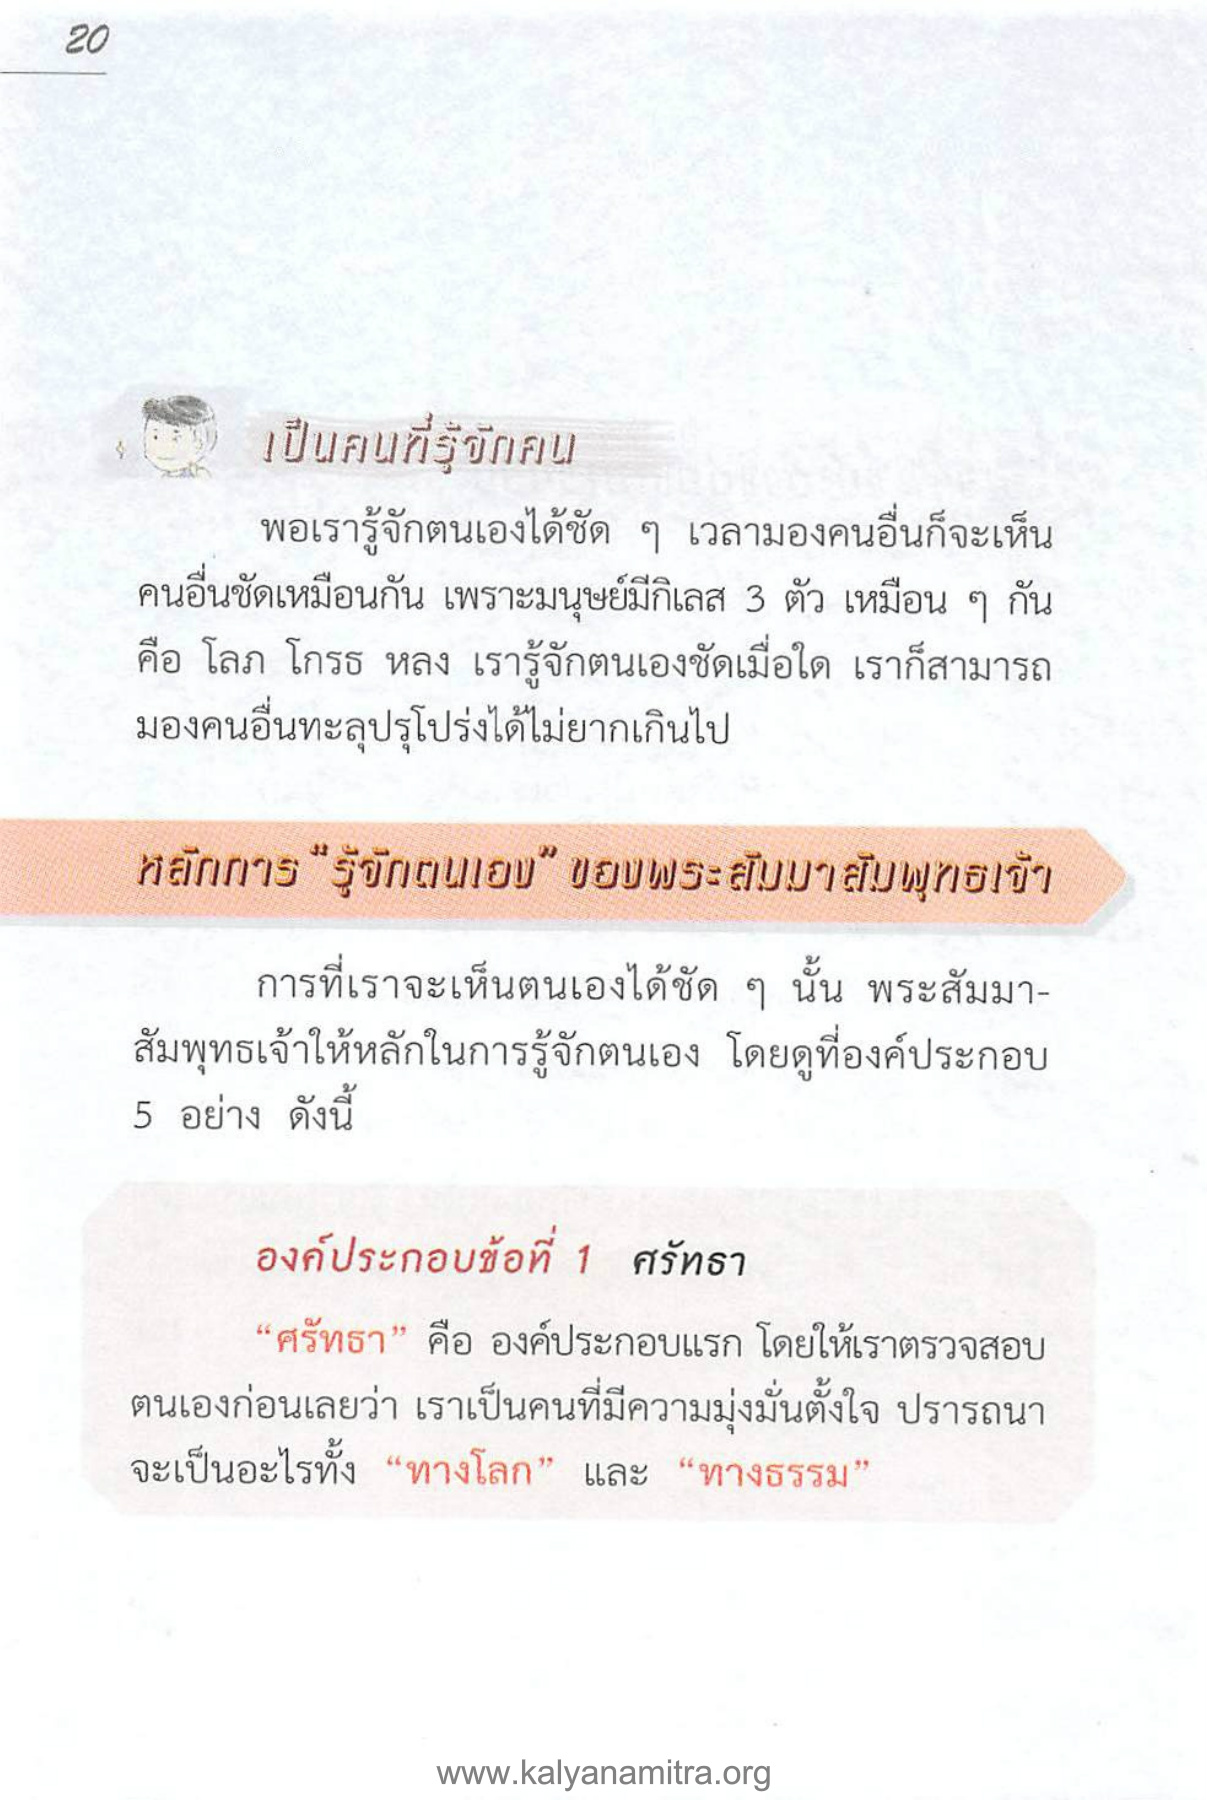 20
เป็นคนที่รู้จักคน
พอเรารู้จักตนเองได้ชัด ๆ เวลามองคนอื่นก็จะเห็น
คนอื่นชัดเหมือนกัน เพราะมนุษย์มีกิเลส 3 ตัว เหมือน ๆ กัน
คือ โลภ โกรธ หลง เรารู้จักตนเองชัดเมื่อใด เราก็สามารถ
มองคนอื่นทะลุปรุโปร่งได้ไม่ยากเกินไป
หลักการ “รู้จักตนเอง” ของพระสัมมาสัมพุทธเจ้า
การที่เราจะเห็นตนเองได้ชัด ๆ นั้น พระสัมมา-
สัมพุทธเจ้าให้หลักในการรู้จักตนเอง โดยดูที่องค์ประกอบ
5 อย่าง ดังนี้
องค์ประกอบข้อที่ 1 ศรัทธา
“ศรัทธา” คือ องค์ประกอบแรก โดยให้เราตรวจสอบ
ตนเองก่อนเลยว่า เราเป็นคนที่มีความมุ่งมั่นตั้งใจ ปรารถนา
จะเป็นอะไรทั้ง “ทางโลก” และ “ทางธรรม”
www.kalyanamitra.org